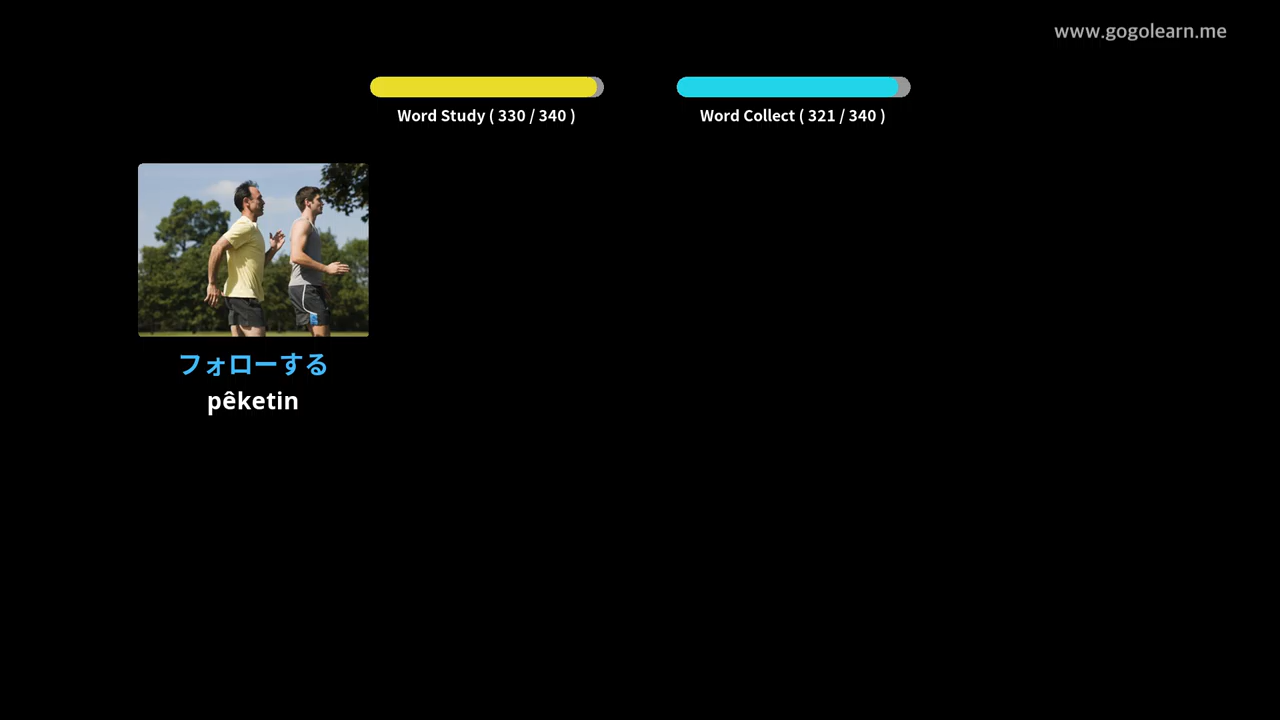 www.gogolearn.me
Word Study ( 330 / 340 )
Word Collect ( 321 / 340 )
フォローする
pêketin